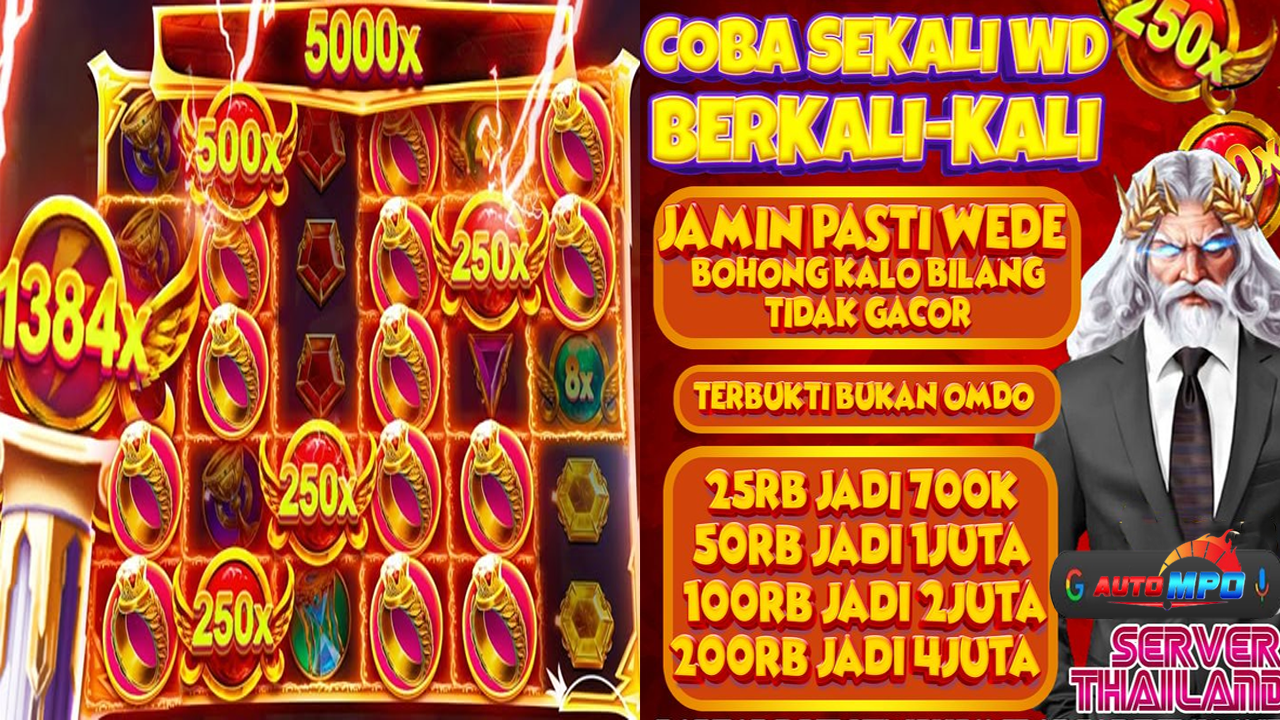 5000x
500x
250x
1384x
8x
250x
250x
COBA SEKALI WD
BERKALI-KALI
250x
JAMIN PASTI WEDE
BOHONG KALO BILANG
TIDAK GACOR
TERBUKTI BUKAN OMDO
25RB JADI 700K
50RB JADI 1JUTA
100RB JADI 2JUTA
200RB JADI 4JUTA
G AUTO MPO
SERVER
THAILAND